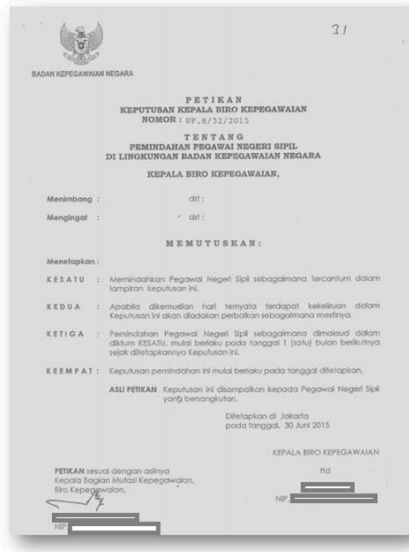 31
BADAN KEPEGAWAIAN NEGARA
PETIKAN
KEPUTUSAN KEPALA BIRO KEPEGAWAIAN
NOMOR : UP.8/32/2015
TENTANG
PEMINDAHAN PEGAWAI NEGERI SIPIL
DI LINGKUNGAN BADAN KEPEGAWAIAN NEGARA
KEPALA BIRO KEPEGAWAIAN,
Menimbang : dst ;
Mengingat : dst ;
MEMUTUSKAN :
Menetapkan :
KESATU : Memindahkan Pegawai Negeri Sipil sebagaimana tercantum dalam
lampiran keputusan ini.
KEDUA : Apabila dikemudian hari ternyata terdapat kekeliruan dalam
Keputusan ini akan diadakan perbaikan sebagaimana mestinya.
KETIGA : Pemindahan Pegawai Negeri Sipil sebagaimana dimaksud dalam
diktum KESATU, mulai berlaku pada tanggal 1 (satu) bulan berikutnya
sejak ditetapkannya Keputusan ini.
KEEMPAT : Keputusan pemindahan ini mulai berlaku pada tanggal ditetapkan.
ASLI PETIKAN Keputusan ini disampaikan kepada Pegawai Negeri Sipil
yang bersangkutan.
Ditetapkan di Jakarta
pada tanggal, 30 Juni 2015
KEPALA BIRO KEPEGAWAIAN
ttd
NIP.
PETIKAN sesuai dengan aslinya
Kepala Bagian Mutasi Kepegawaian,
Biro Kepegawaian,
NIP.